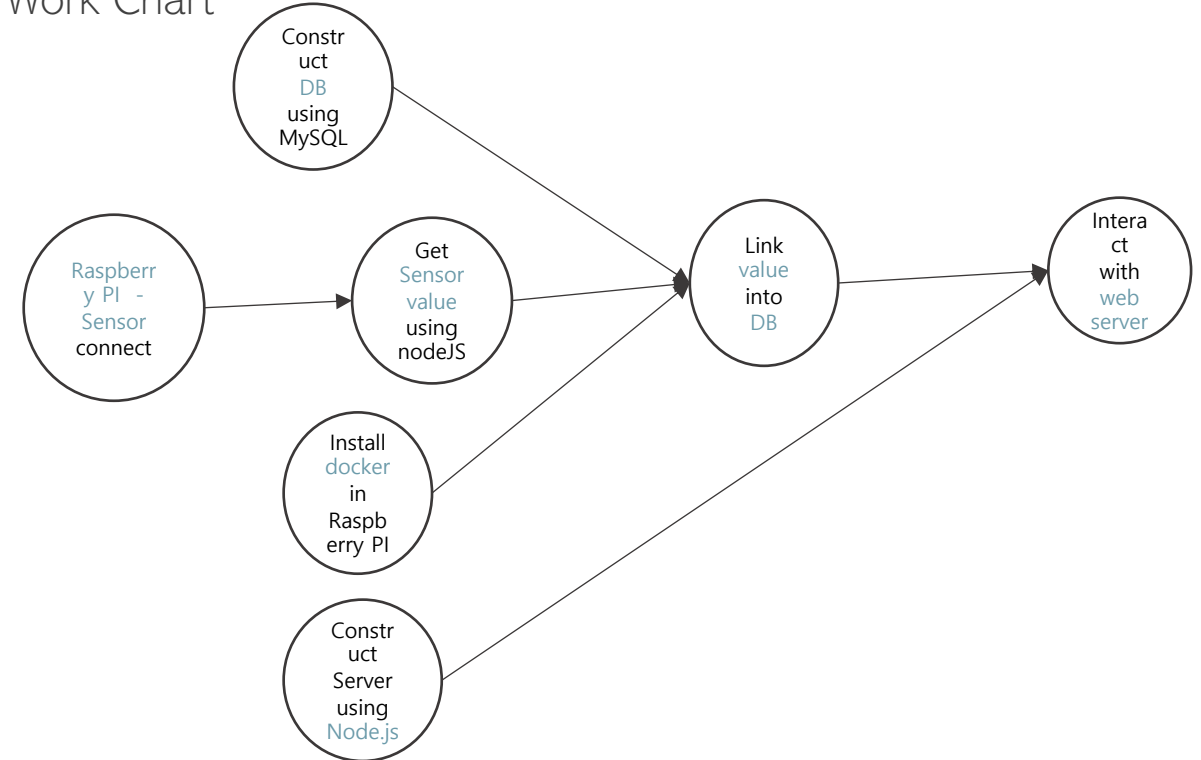 Work Chart
Constr
uct
DB
using
MySQL
Raspberr
y PI -
Sensor
connect
Get
Sensor
value
using
nodeJS
Link
value
into
DB
Intera
ct
with
web
server
Install
docker
in
Raspb
erry PI
Constr
uct
Server
using
Node.js